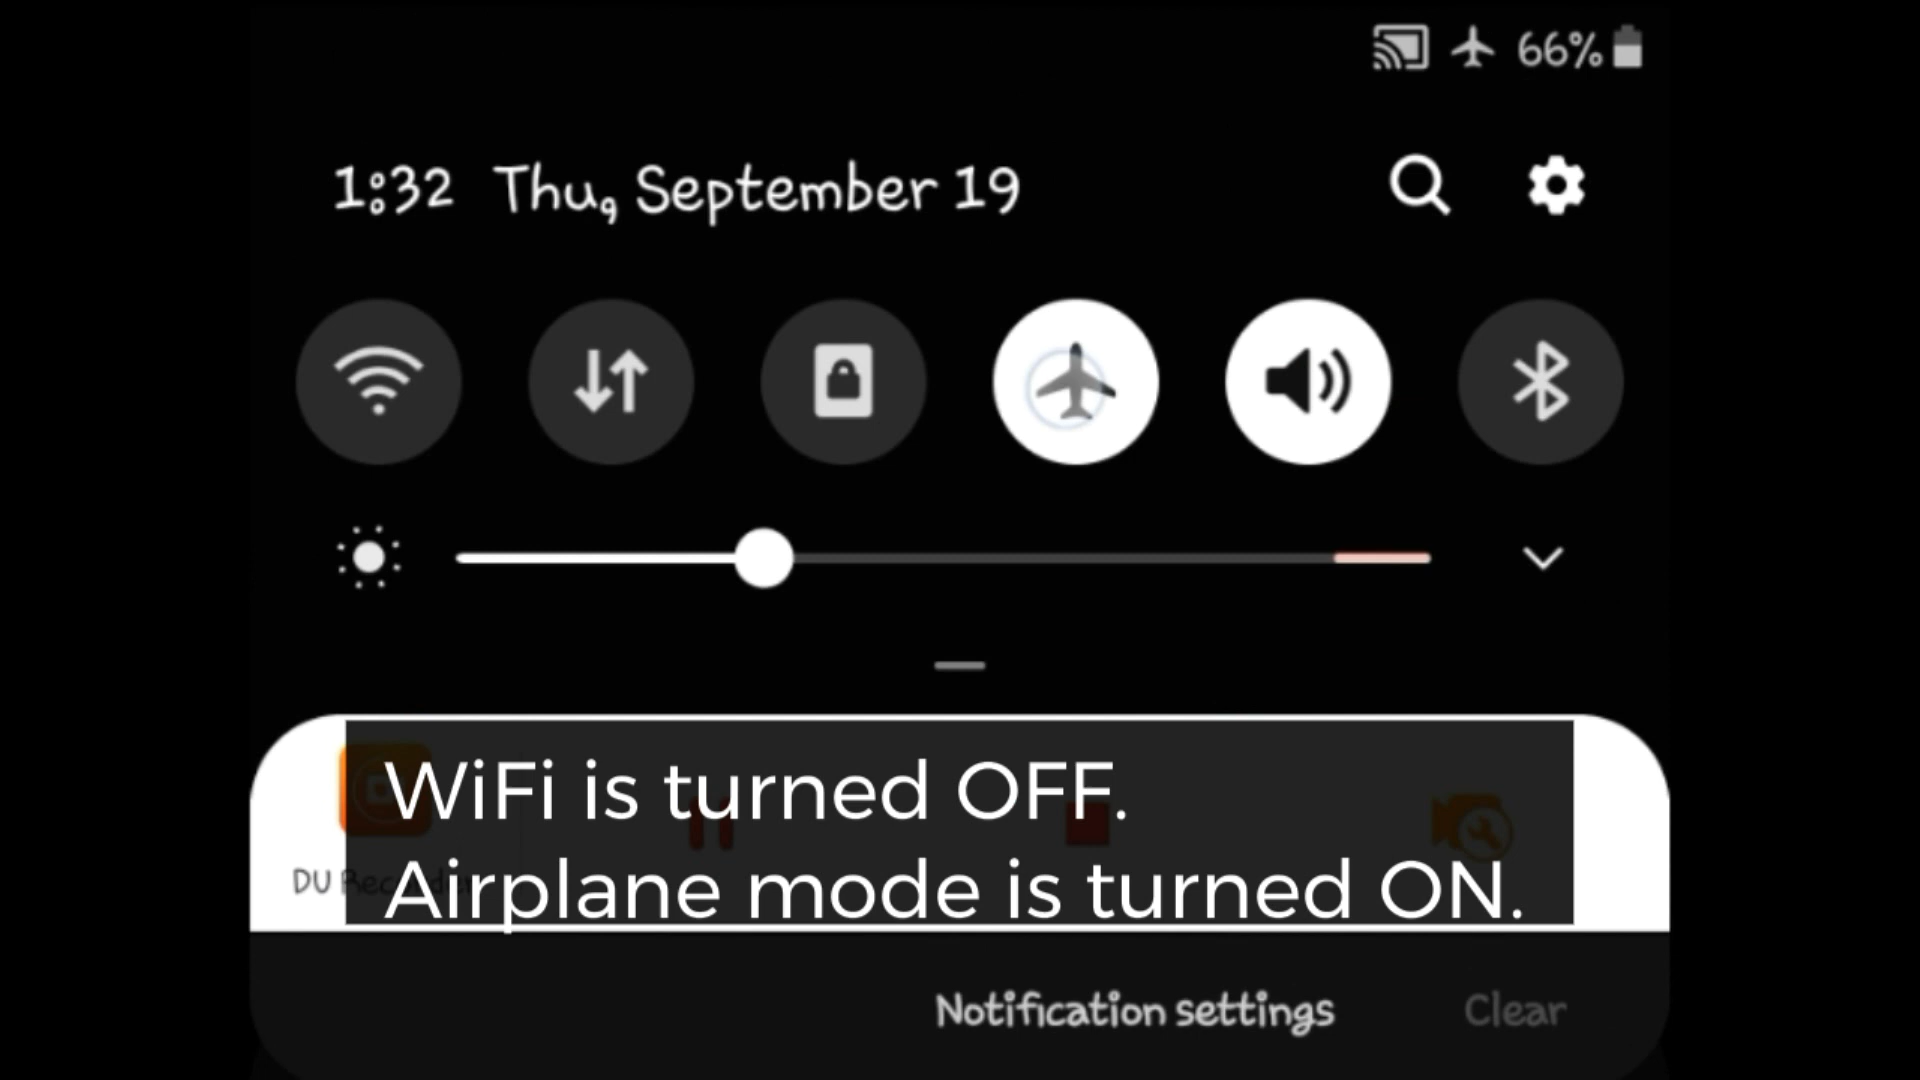 66%
1:32 Thu, September 19
WiFi is turned OFF.
DU Recorder
Airplane mode is turned ON.
Notification settings Clear